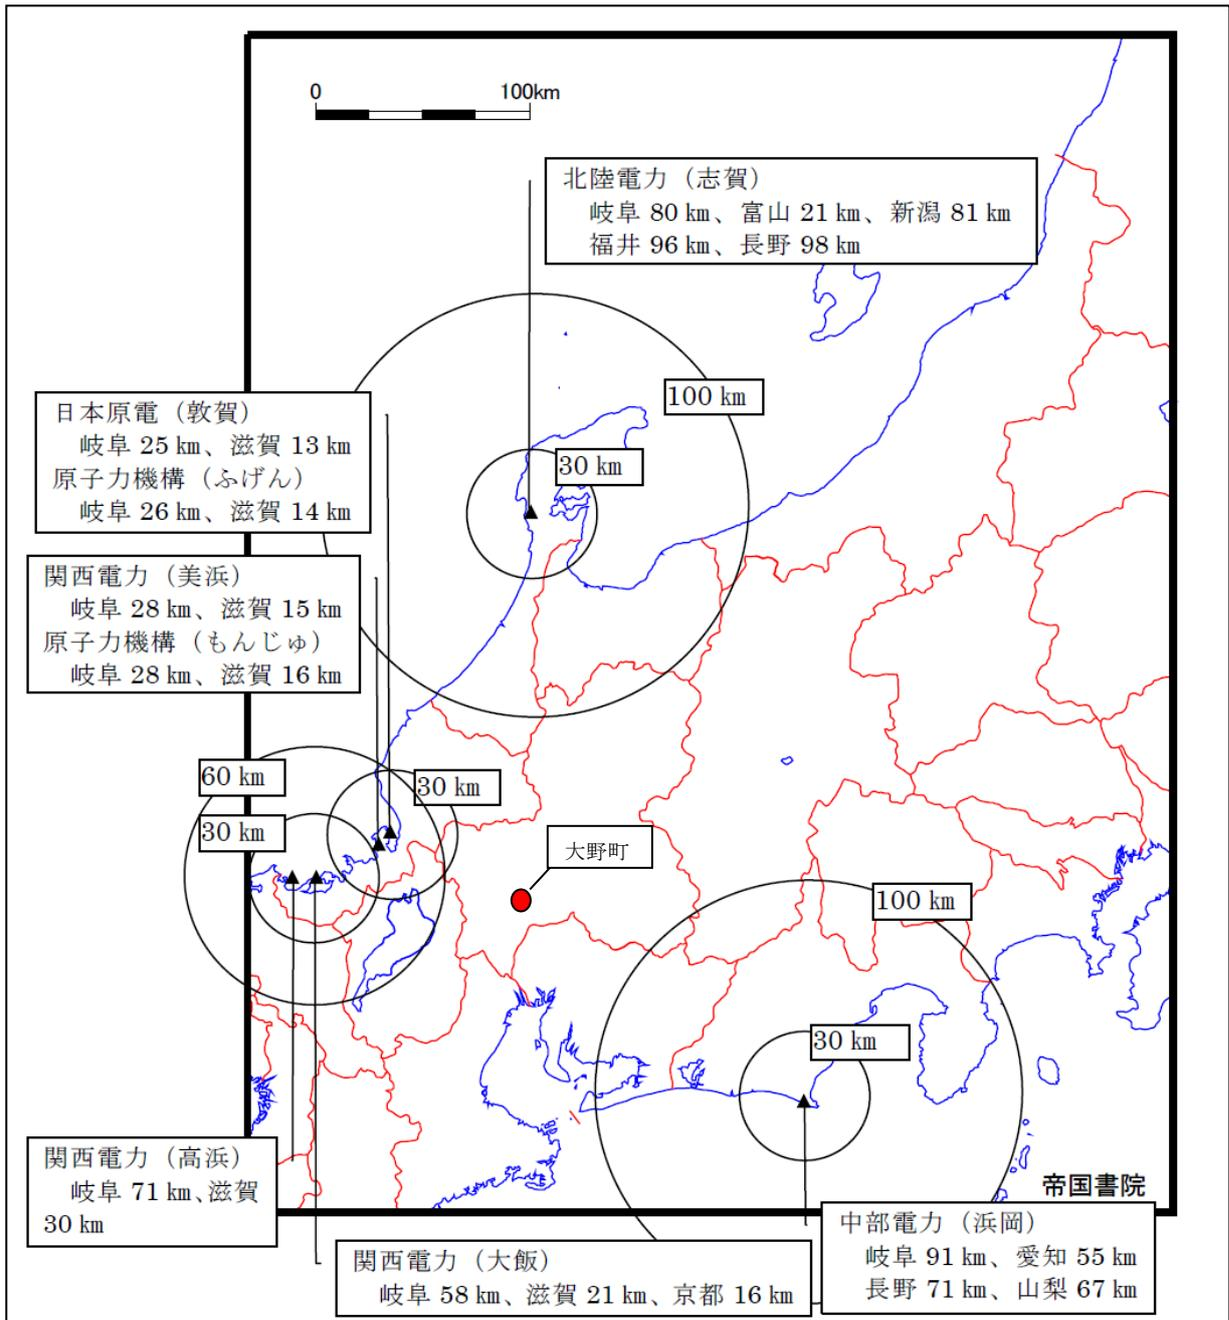 0 100km
北陸電力（志賀）
岐阜 80 km、富山 21 km、新潟 81 km
福井 96 km、長野 98 km
100 km
日本原電（敦賀）
岐阜 25 km、滋賀 13 km
原子力機構（ふげん）
岐阜 26 km、滋賀 14 km
30 km
関西電力（美浜）
岐阜 28 km、滋賀 15 km
原子力機構（もんじゅ）
岐阜 28 km、滋賀 16 km
60 km
30 km
30 km
大野町
100 km
30 km
関西電力（高浜）
岐阜 71 km、滋賀
30 km
帝国書院
中部電力（浜岡）
岐阜 91 km、愛知 55 km
長野 71 km、山梨 67 km
関西電力（大飯）
岐阜 58 km、滋賀 21 km、京都 16 km